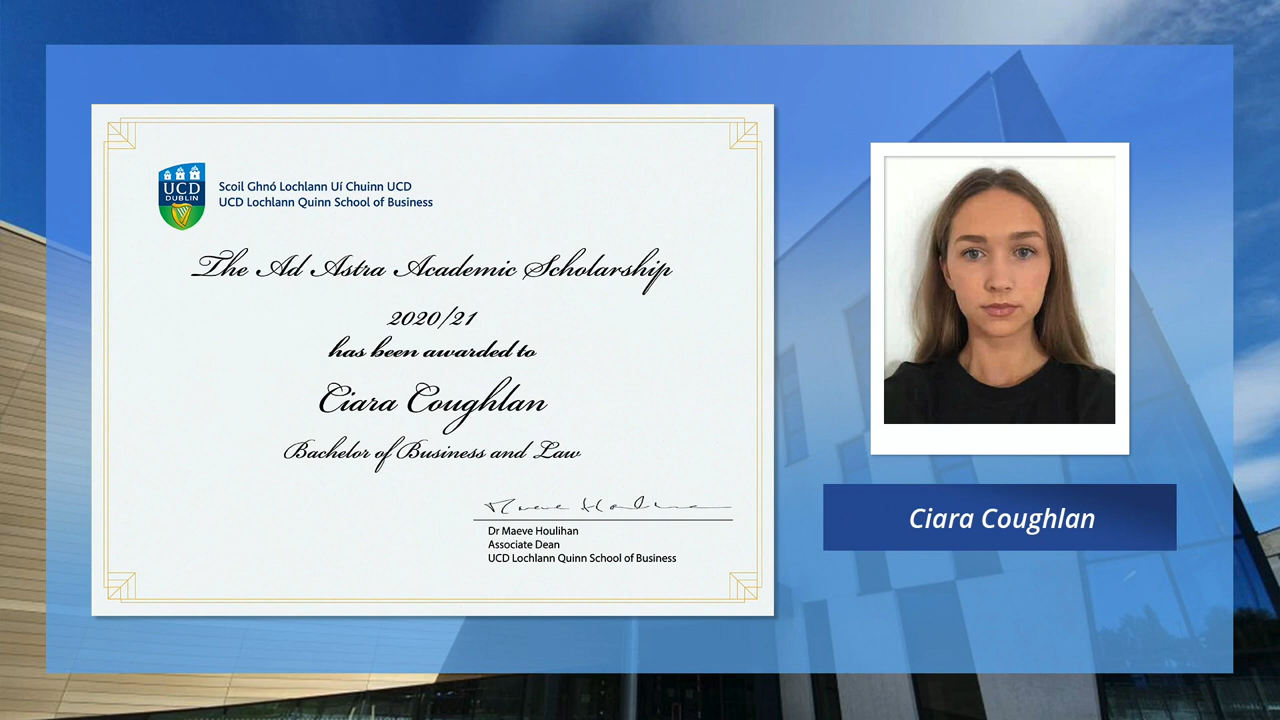 UCD
DUBLIN
Scoil Ghnó Lochlann Uí Chuinn UCD
UCD Lochlann Quinn School of Business
The Ad Astra Academic Scholarship
2020/21
has been awarded to
Ciara Coughlan
Bachelor of Business and Law
Maeve Houlihan
Dr Maeve Houlihan
Associate Dean
UCD Lochlann Quinn School of Business
Ciara Coughlan